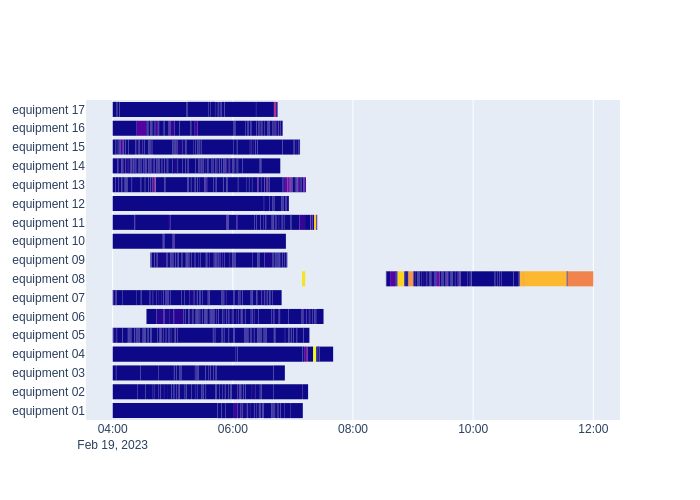 equipment 17
equipment 16
equipment 15
equipment 14
equipment 13
equipment 12
equipment 11
equipment 10
equipment 09
equipment 08
equipment 07
equipment 06
equipment 05
equipment 04
equipment 03
equipment 02
equipment 01
04:00 06:00 08:00 10:00 12:00
Feb 19, 2023